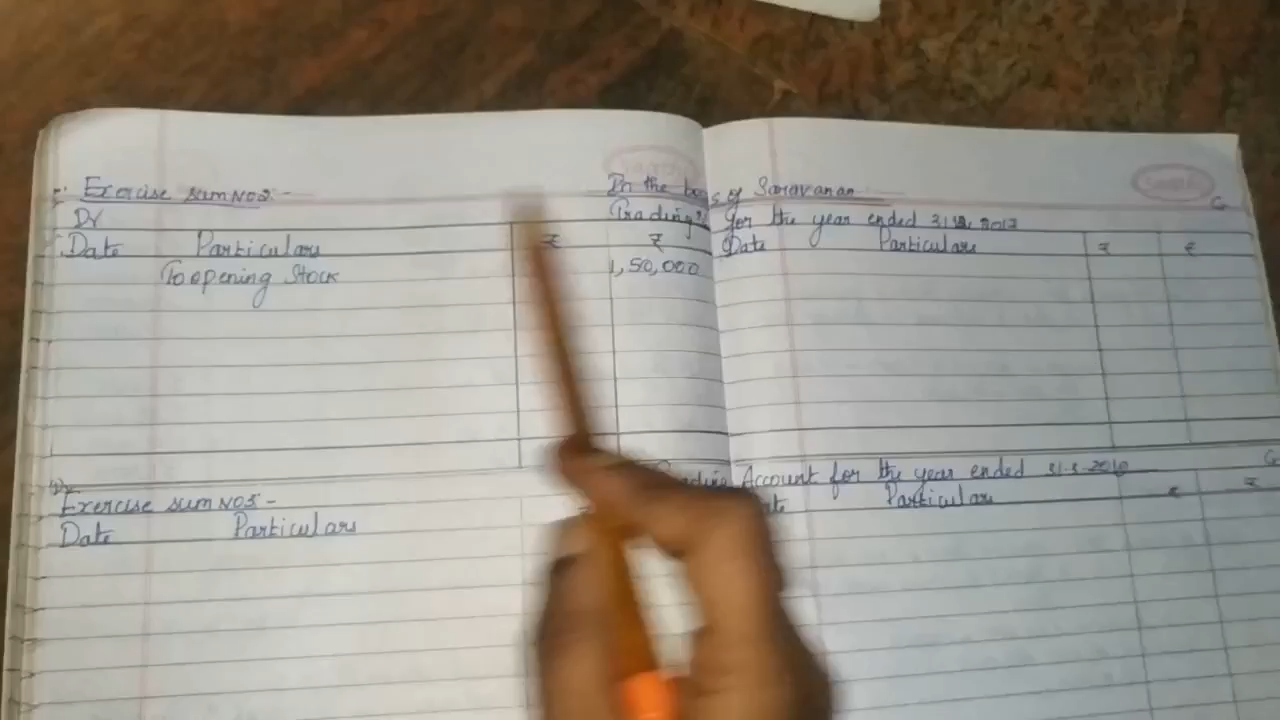 Exercise sum No 2:-
In the books of Saravanan
Dr
Trading for the year ended 31.12.2017
Cr
Date Particulars ₹ ₹ Date Particulars ₹ ₹
To opening Stock 1,50,000
Account for the year ended
Cr
Exercise sum No 5:-
Date Particulars
Particulars ₹ ₹